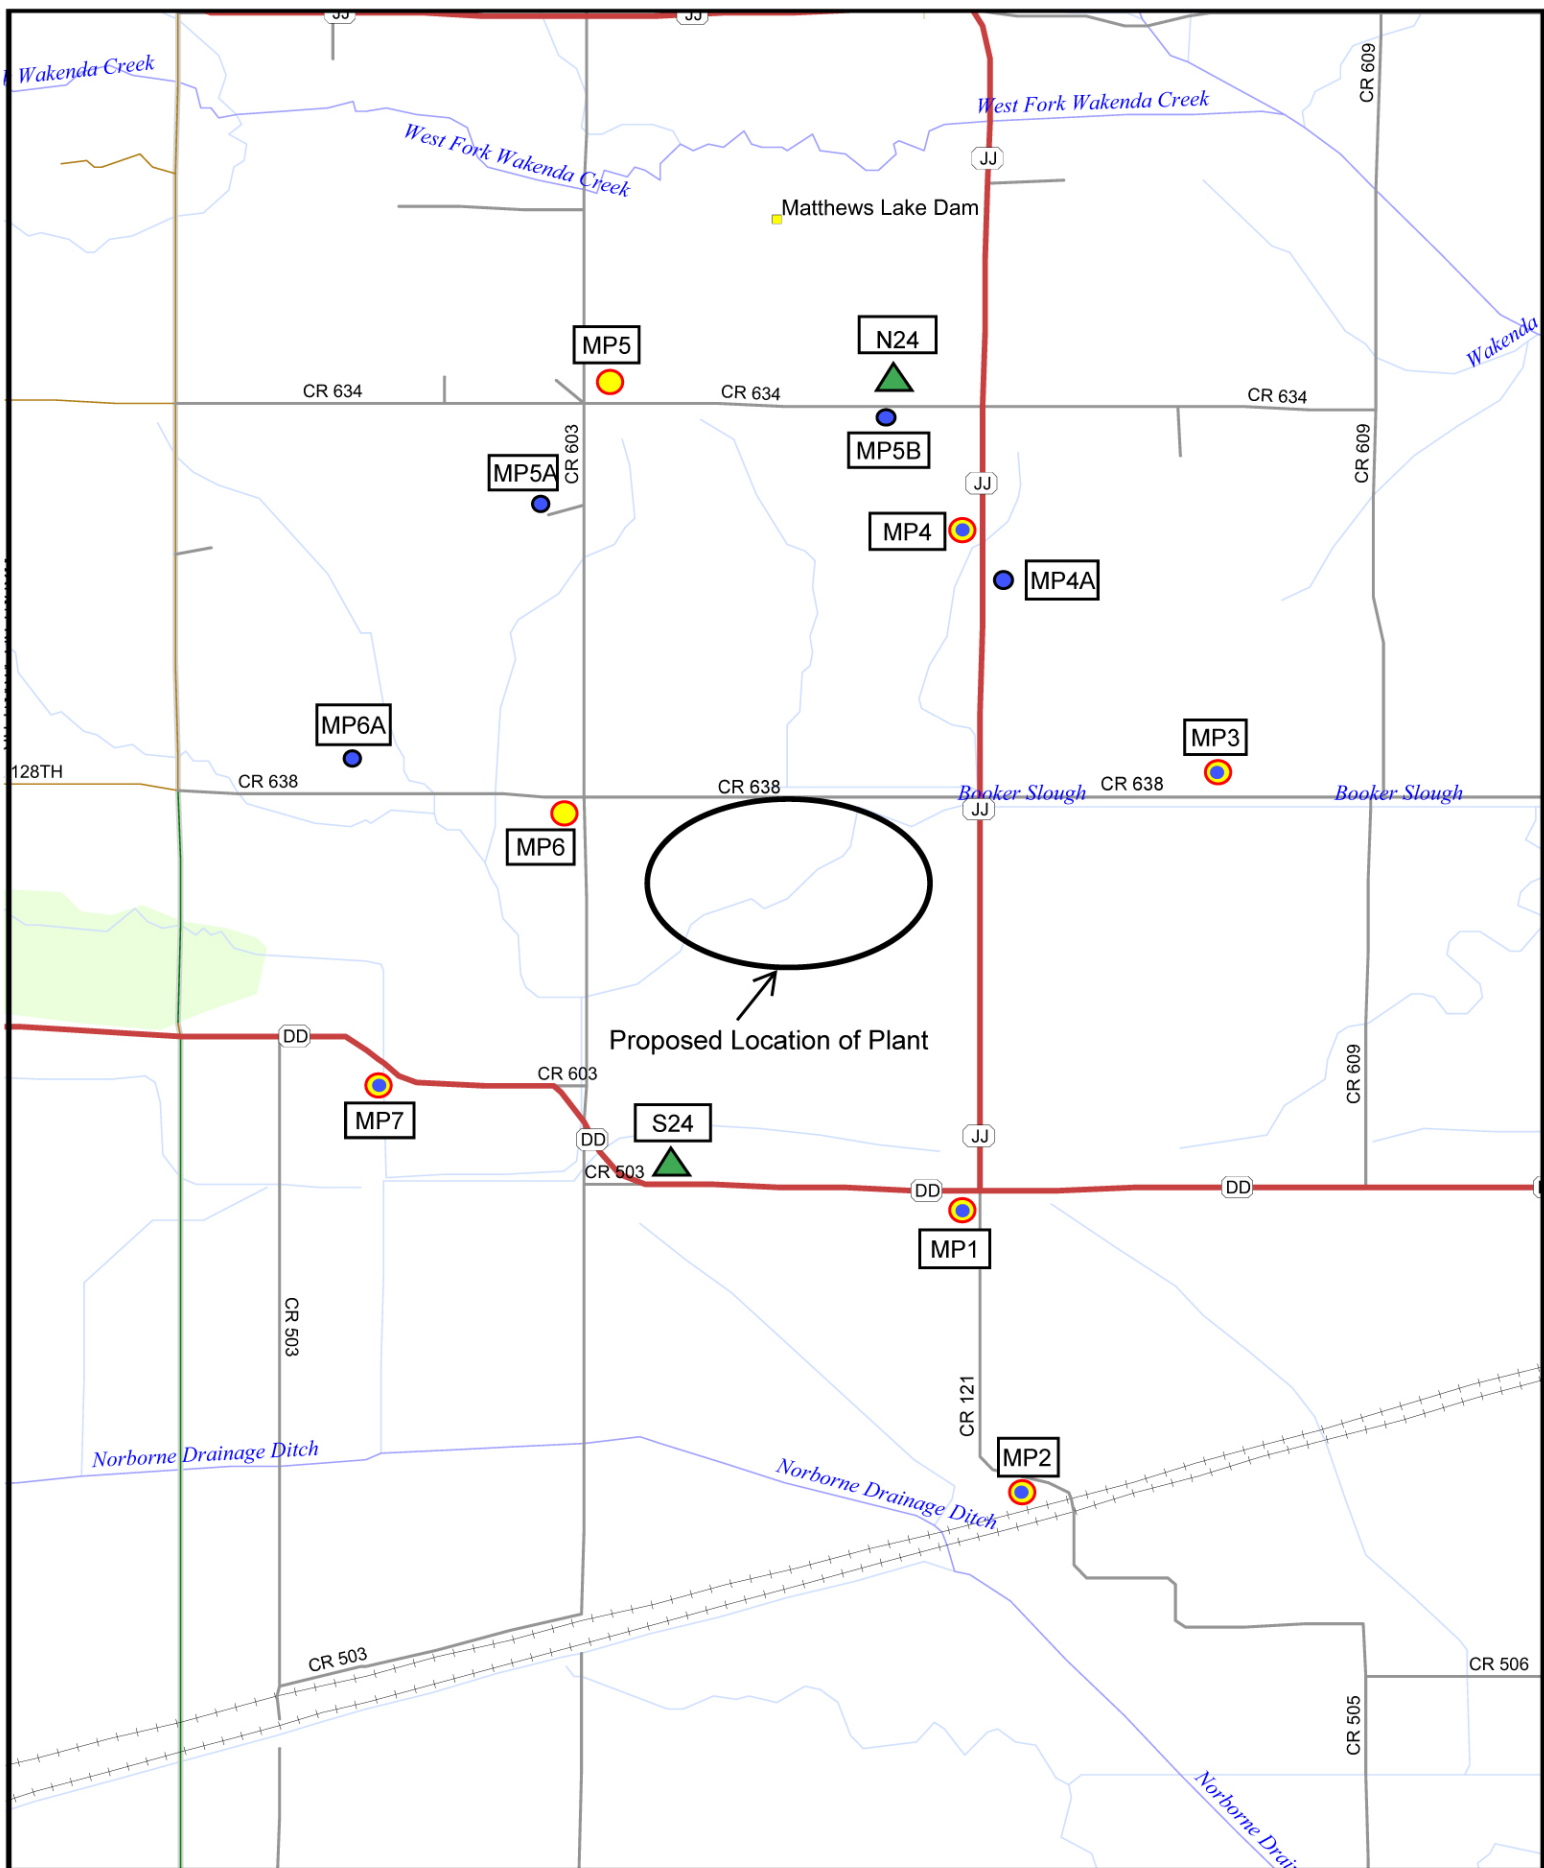 JJ
JJ
Wakenda Creek
CR 609
West Fork Wakenda Creek
West Fork Wakenda Creek
JJ
Matthews Lake Dam
N24
MP5
Wakenda
CR 634
CR 634
CR 634
MP5B
CR 603
CR 609
MP5A
JJ
MP4
MP4A
MP6A
MP3
128TH
CR 638
CR 638
CR 638
Booker Slough
Booker Slough
JJ
MP6
DD
Proposed Location of Plant
CR 603
CR 609
MP7
S24
DD
JJ
CR 503
DD
DD
MP1
CR 503
CR 121
Norborne Drainage Ditch
MP2
Norborne Drainage Ditch
CR 503
CR 506
CR 505
Norborne Drai